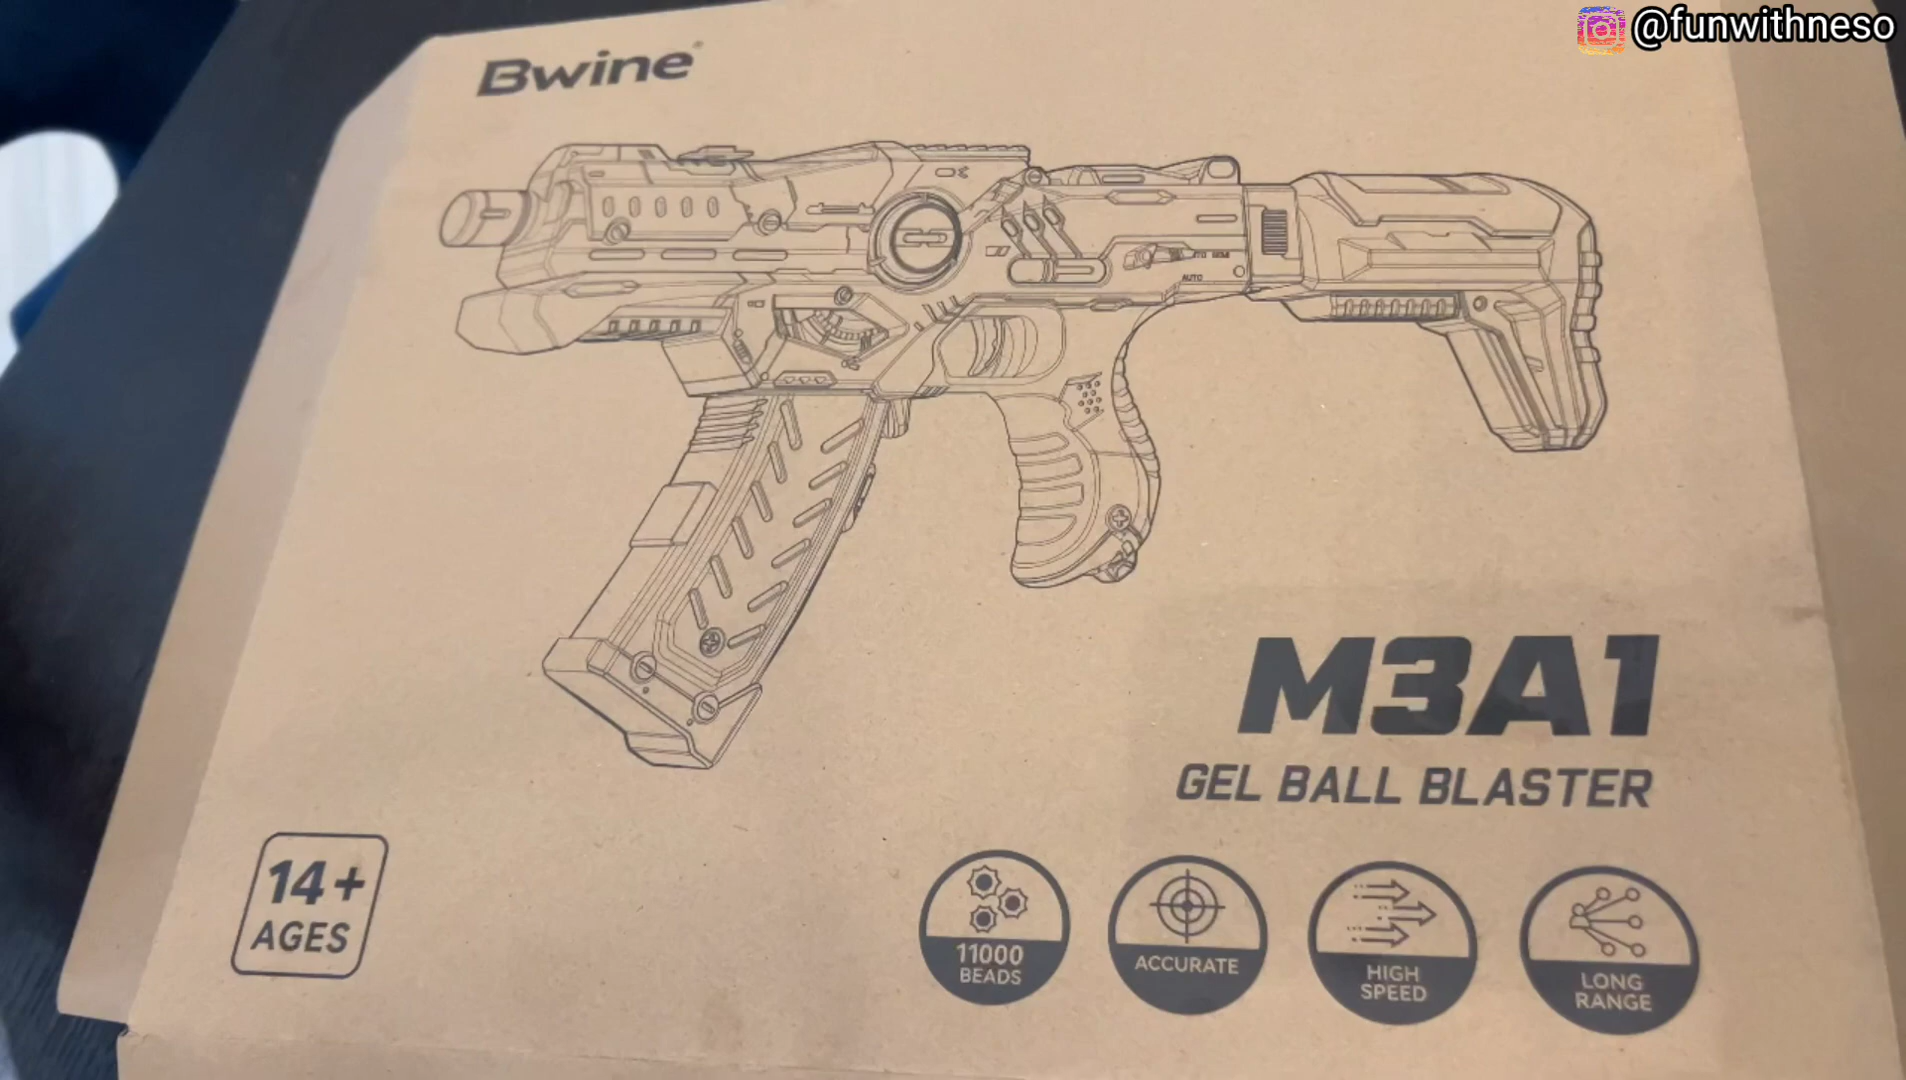 @funwithneso
Bwine®
AUTO
M3A1
GEL BALL BLASTER
14+
AGES
11000
BEADS
ACCURATE
HIGH
SPEED
LONG
RANGE